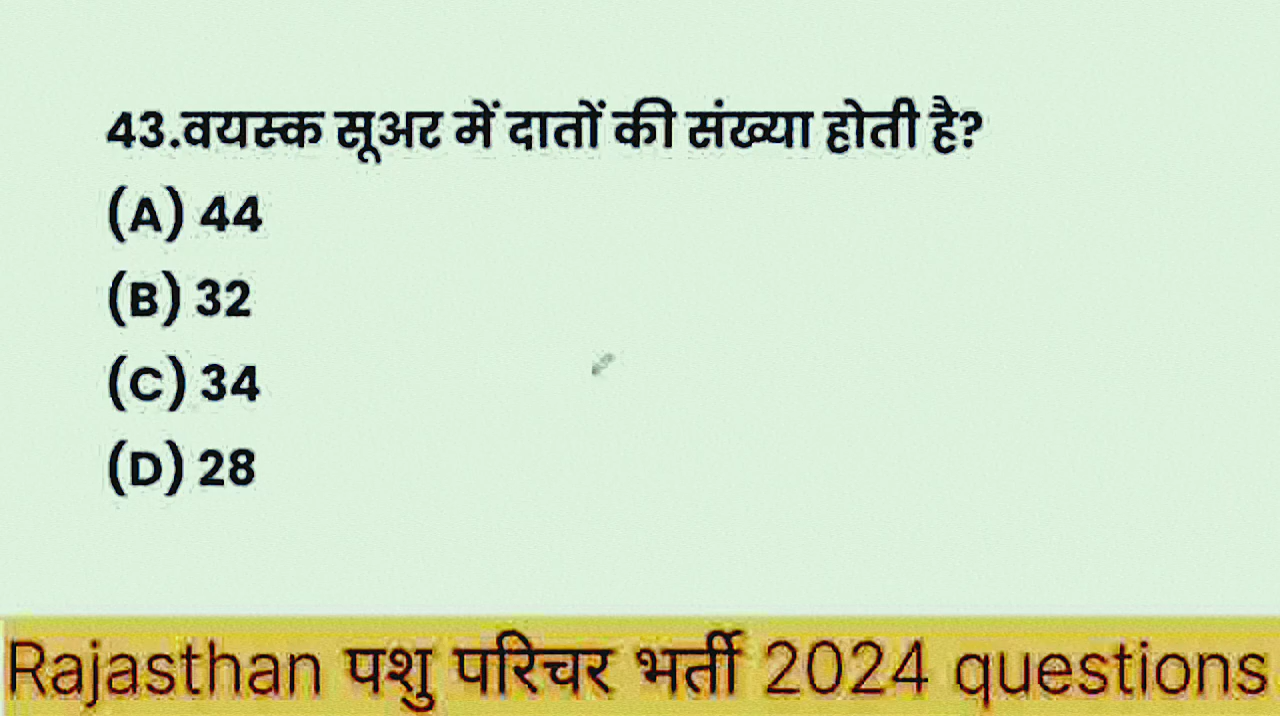 43.वयस्क सूअर में दातों की संख्या होती है?
(A) 44
(B) 32
(C) 34
(D) 28
Rajasthan पशु परिचर भर्ती 2024 questions